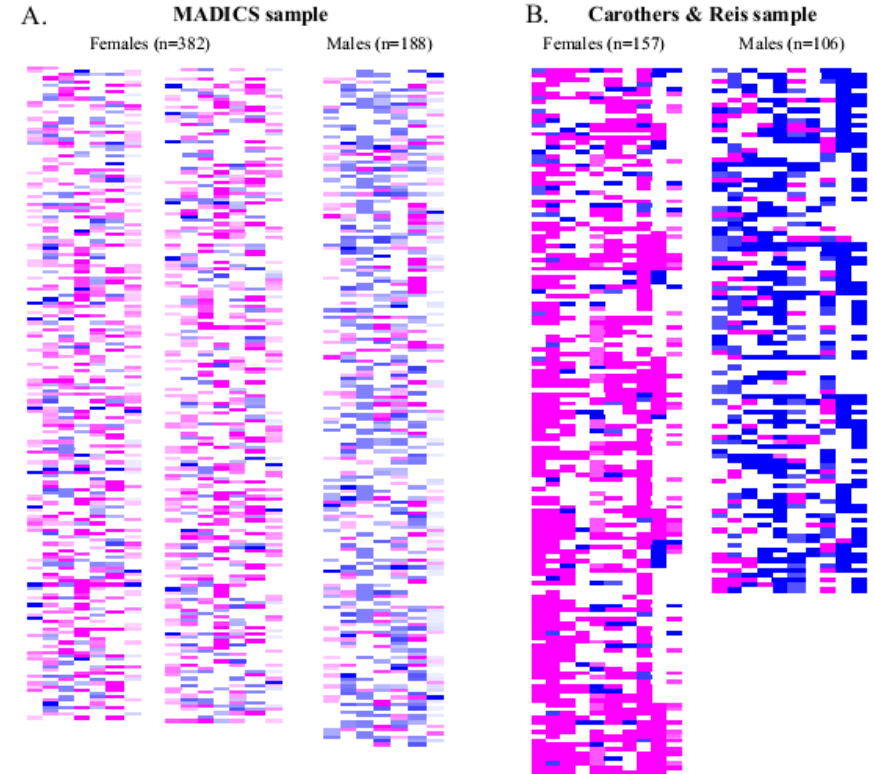 A. MADICS sample
Females (n=382) Males (n=188)
B. Carothers & Reis sample
Females (n=157) Males (n=106)